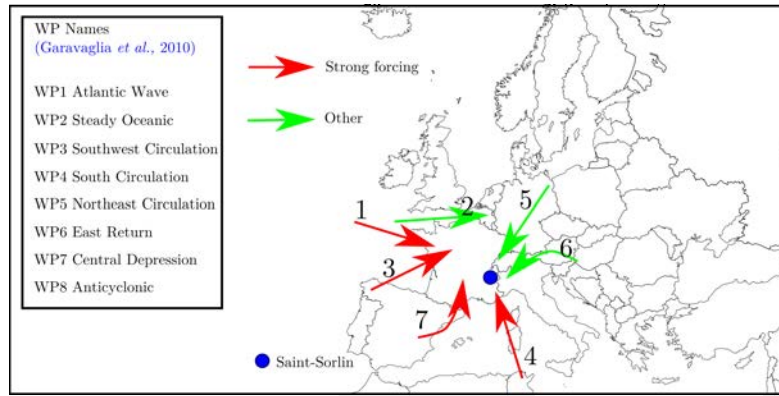 WP Names
(Garavaglia et al., 2010)
WP1 Atlantic Wave
WP2 Steady Oceanic
WP3 Southwest Circulation
WP4 South Circulation
WP5 Northeast Circulation
WP6 East Return
WP7 Central Depression
WP8 Anticyclonic
Strong forcing
Other
1
2
3
4
5
6
7
Saint-Sorlin